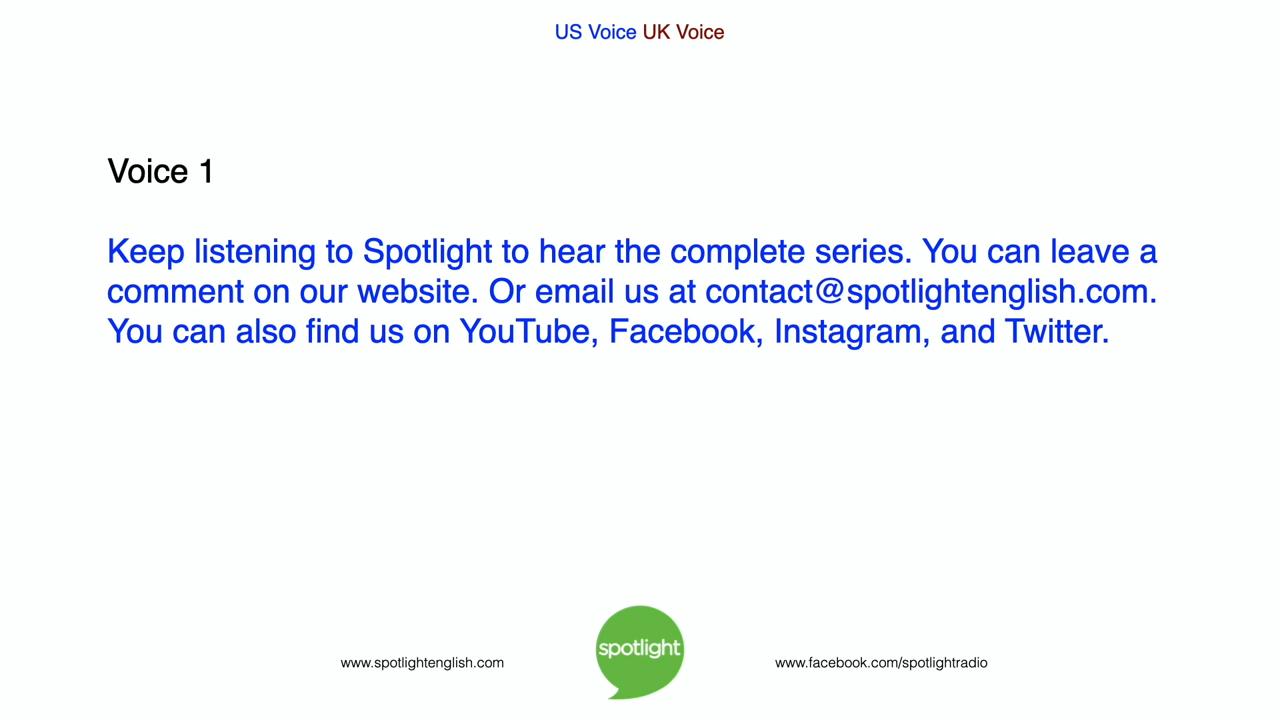 US Voice UK Voice
Voice 1
Keep listening to Spotlight to hear the complete series. You can leave a
comment on our website. Or email us at contact@spotlightenglish.com.
You can also find us on YouTube, Facebook, Instagram, and Twitter.
spotlight
www.spotlightenglish.com
www.facebook.com/spotlightradio